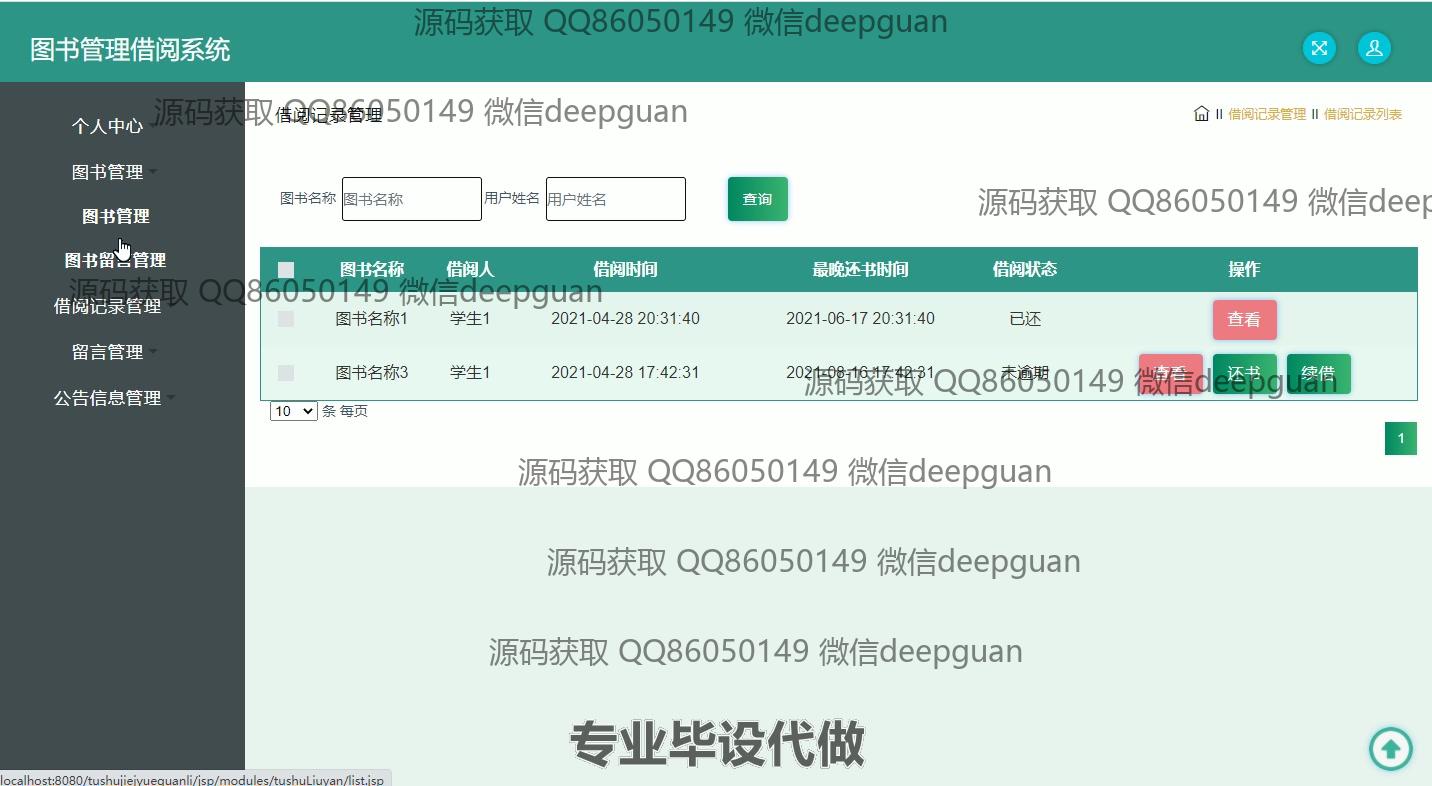 源码获取 QQ86050149 微信deepguan
图书管理借阅系统
个人中心
源码获取 QQ86050149 微信deepguan
借阅记录管理
借阅记录管理 II 借阅记录列表
图书管理
图书管理
图书留言管理
借阅记录管理
留言管理
公告信息管理
图书名称 图书名称 用户姓名 用户姓名 查询
源码获取 QQ86050149 微信deep
图书名称 借阅人 借阅时间 最晚还书时间 借阅状态 操作
源码获取 QQ86050149 微信deepguan
图书名称1 学生1 2021-04-28 20:31:40 2021-06-17 20:31:40 已还 查看
图书名称3 学生1 2021-04-28 17:42:31 2021-08-16 17:42:31 未逾期 查看 还书 续借
源码获取 QQ86050149 微信deepguan
10 条 每页
1
源码获取 QQ86050149 微信deepguan
源码获取 QQ86050149 微信deepguan
源码获取 QQ86050149 微信deepguan
专业毕设代做
localhost:8080/tushujiejyueguanli/jsp/modules/tushuLiuyan/list.jsp